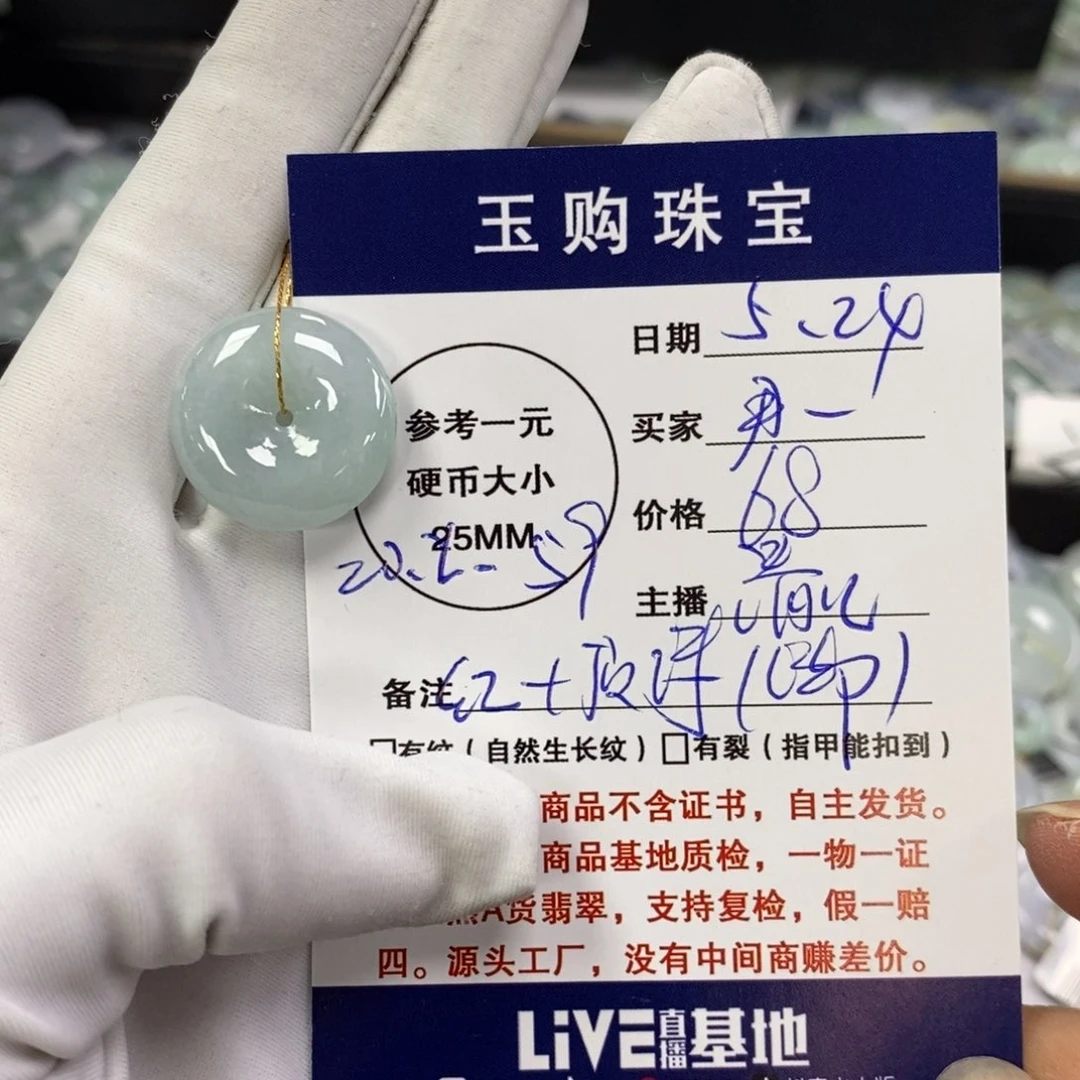 玉购珠宝
日期 5.24
买家
价格 68
参考一元
硬币大小
25MM
主播
备注 红十顶珠
有纹(自然生长纹) 有裂(指甲能扣到)
商品不含证书,自主发货。
商品基地质检,一物一证
A货翡翠,支持复检,假一赔
四。源头工厂,没有中间商赚差价。
LiVE直播基地